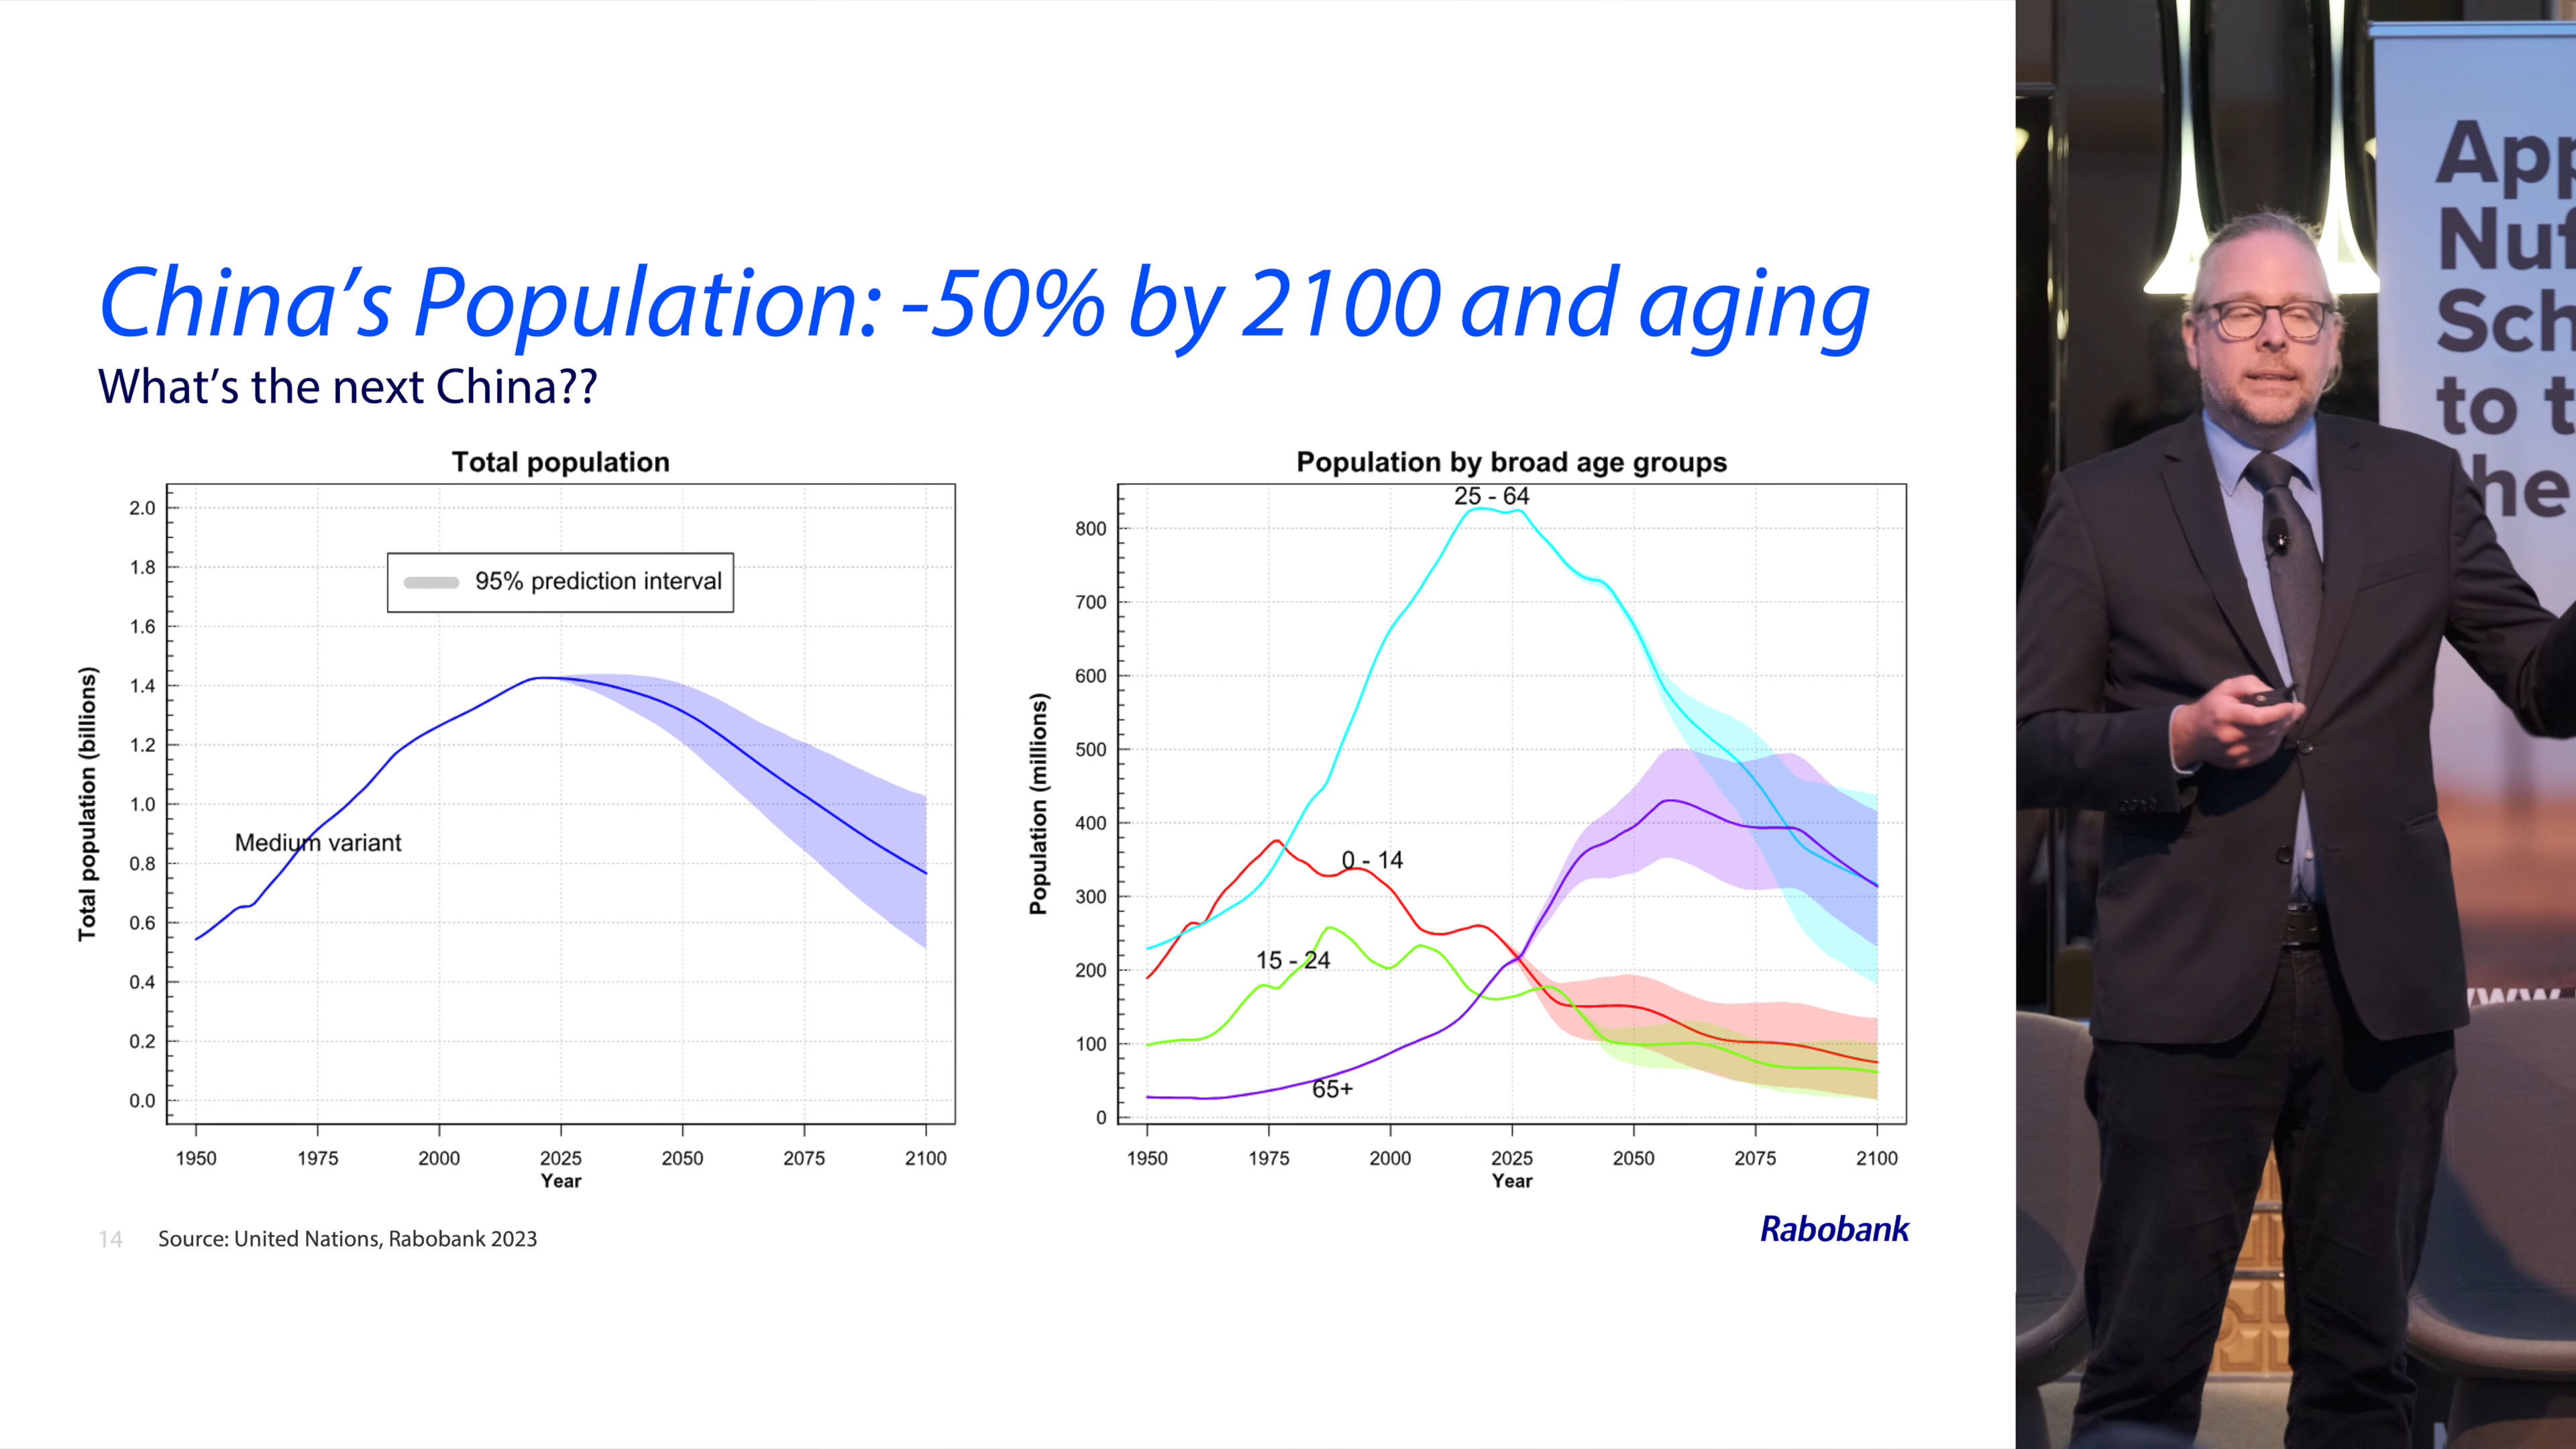 China's Population: -50% by 2100 and aging
What's the next China??
Total population
2.0
1.8
1.6
1.4
1.2
1.0
0.8
0.6
0.4
0.2
0.0
Total population (billions)
95% prediction interval
Medium variant
1950 1975 2000 2025 2050 2075 2100
Year
Population by broad age groups
800
700
600
500
400
300
200
100
0
Population (millions)
25 - 64
0 - 14
15 - 24
65+
1950 1975 2000 2025 2050 2075 2100
Year
14 Source: United Nations, Rabobank 2023
Rabobank
to t
he
www